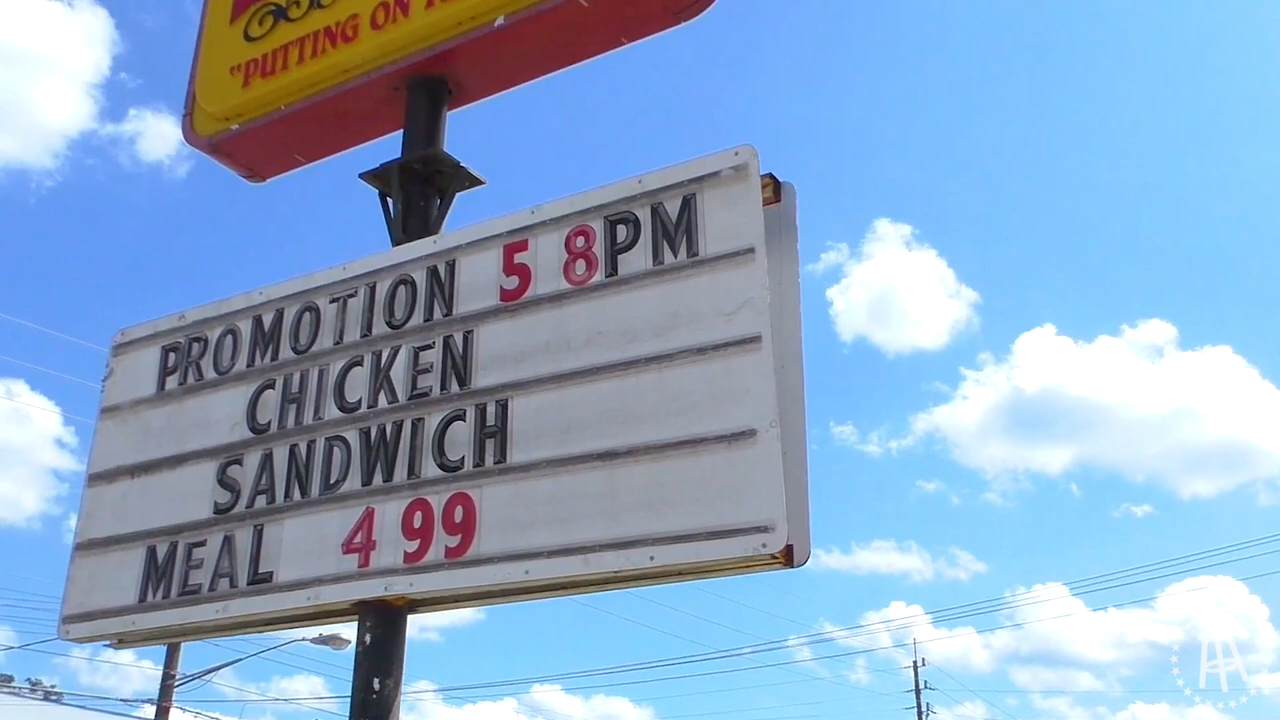 "PUTTING ON
PROMOTION 5 8PM
CHICKEN
SANDWICH
MEAL 4 99